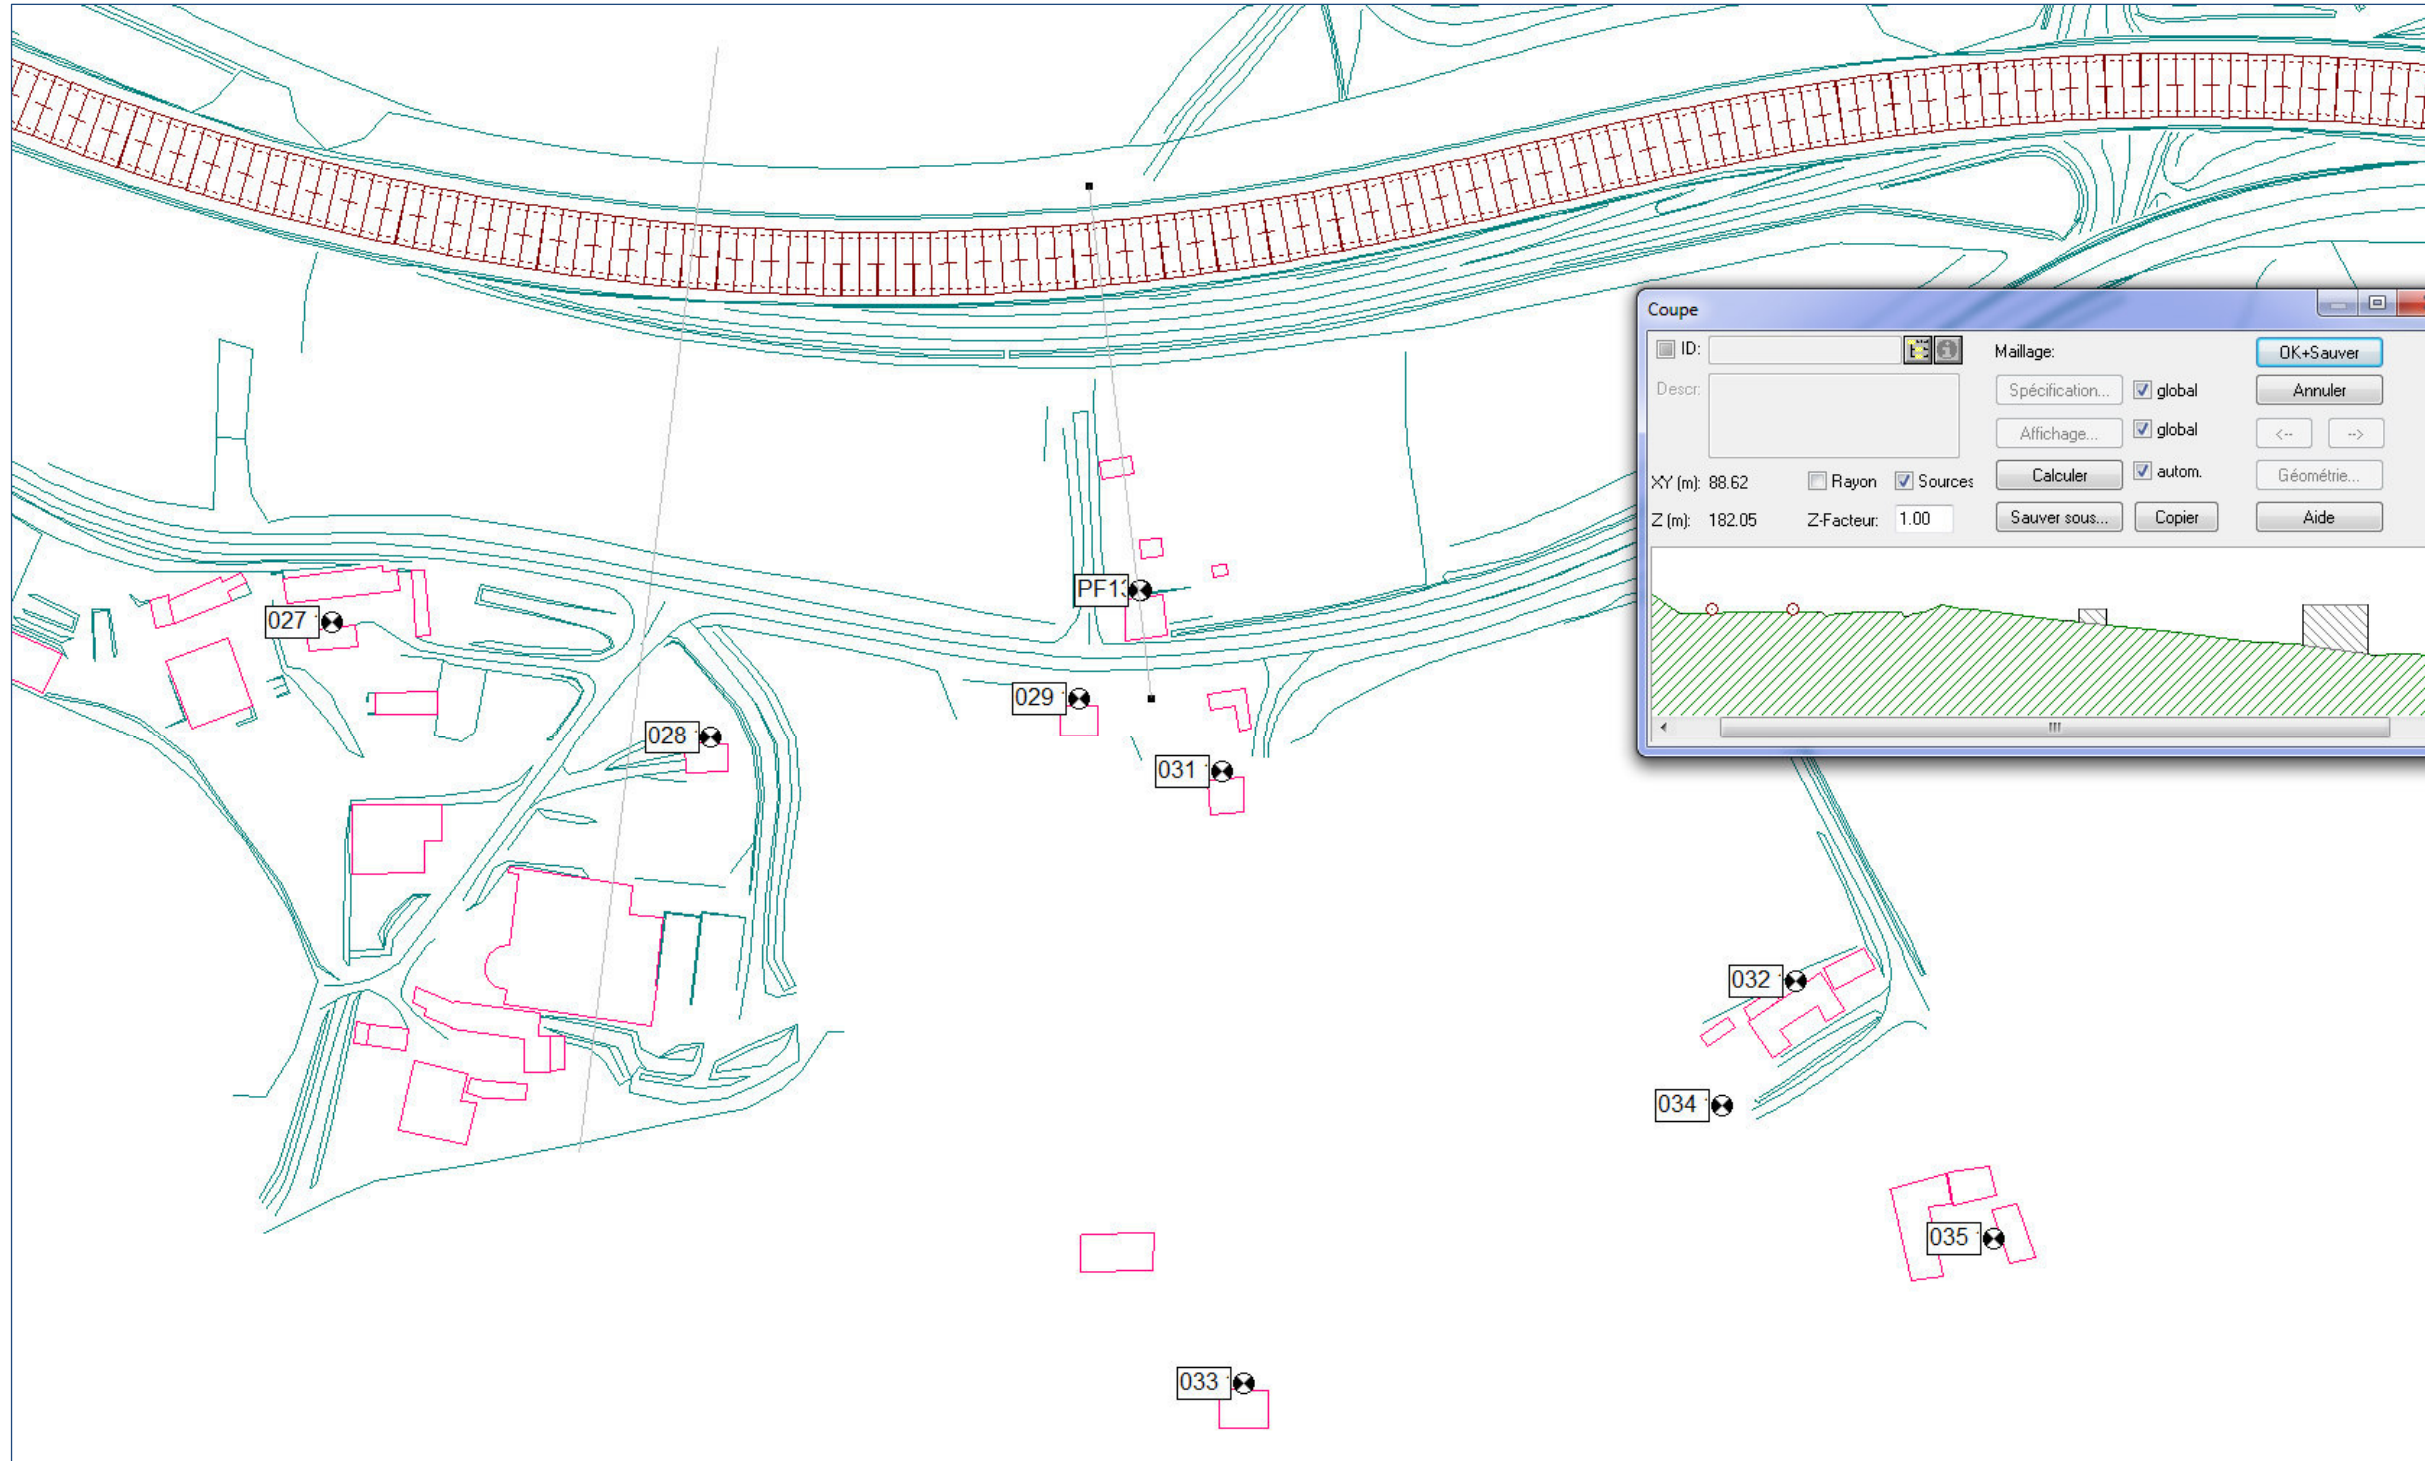 Coupe
ID:
Maillage:
OK+Sauver
Descr:
Spécification...
global
Annuler
Affichage...
global
<--
-->
XY (m): 88.62
Rayon
Sources
Calculer
autom.
Géométrie...
Z (m): 182.05
Z-Facteur: 1.00
Sauver sous...
Copier
Aide
PF13
027
029
028
031
032
034
035
033